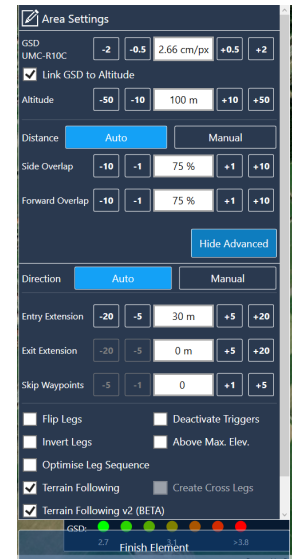 Area Settings
GSD
UMC-R10C -2 -0.5 2.66 cm/px +0.5 +2
Link GSD to Altitude
Altitude -50 -10 100 m +10 +50
Distance Auto Manual
Side Overlap -10 -1 75 % +1 +10
Forward Overlap -10 -1 75 % +1 +10
Hide Advanced
Direction Auto Manual
Entry Extension -20 -5 30 m +5 +20
Exit Extension -20 -5 0 m +5 +20
Skip Waypoints -5 -1 0 +1 +5
Flip Legs Deactivate Triggers
Invert Legs Above Max. Elev.
Optimise Leg Sequence
Terrain Following Create Cross Legs
Terrain Following v2 (BETA)
GSD:
2.7 3.1 >3.8
Finish Element